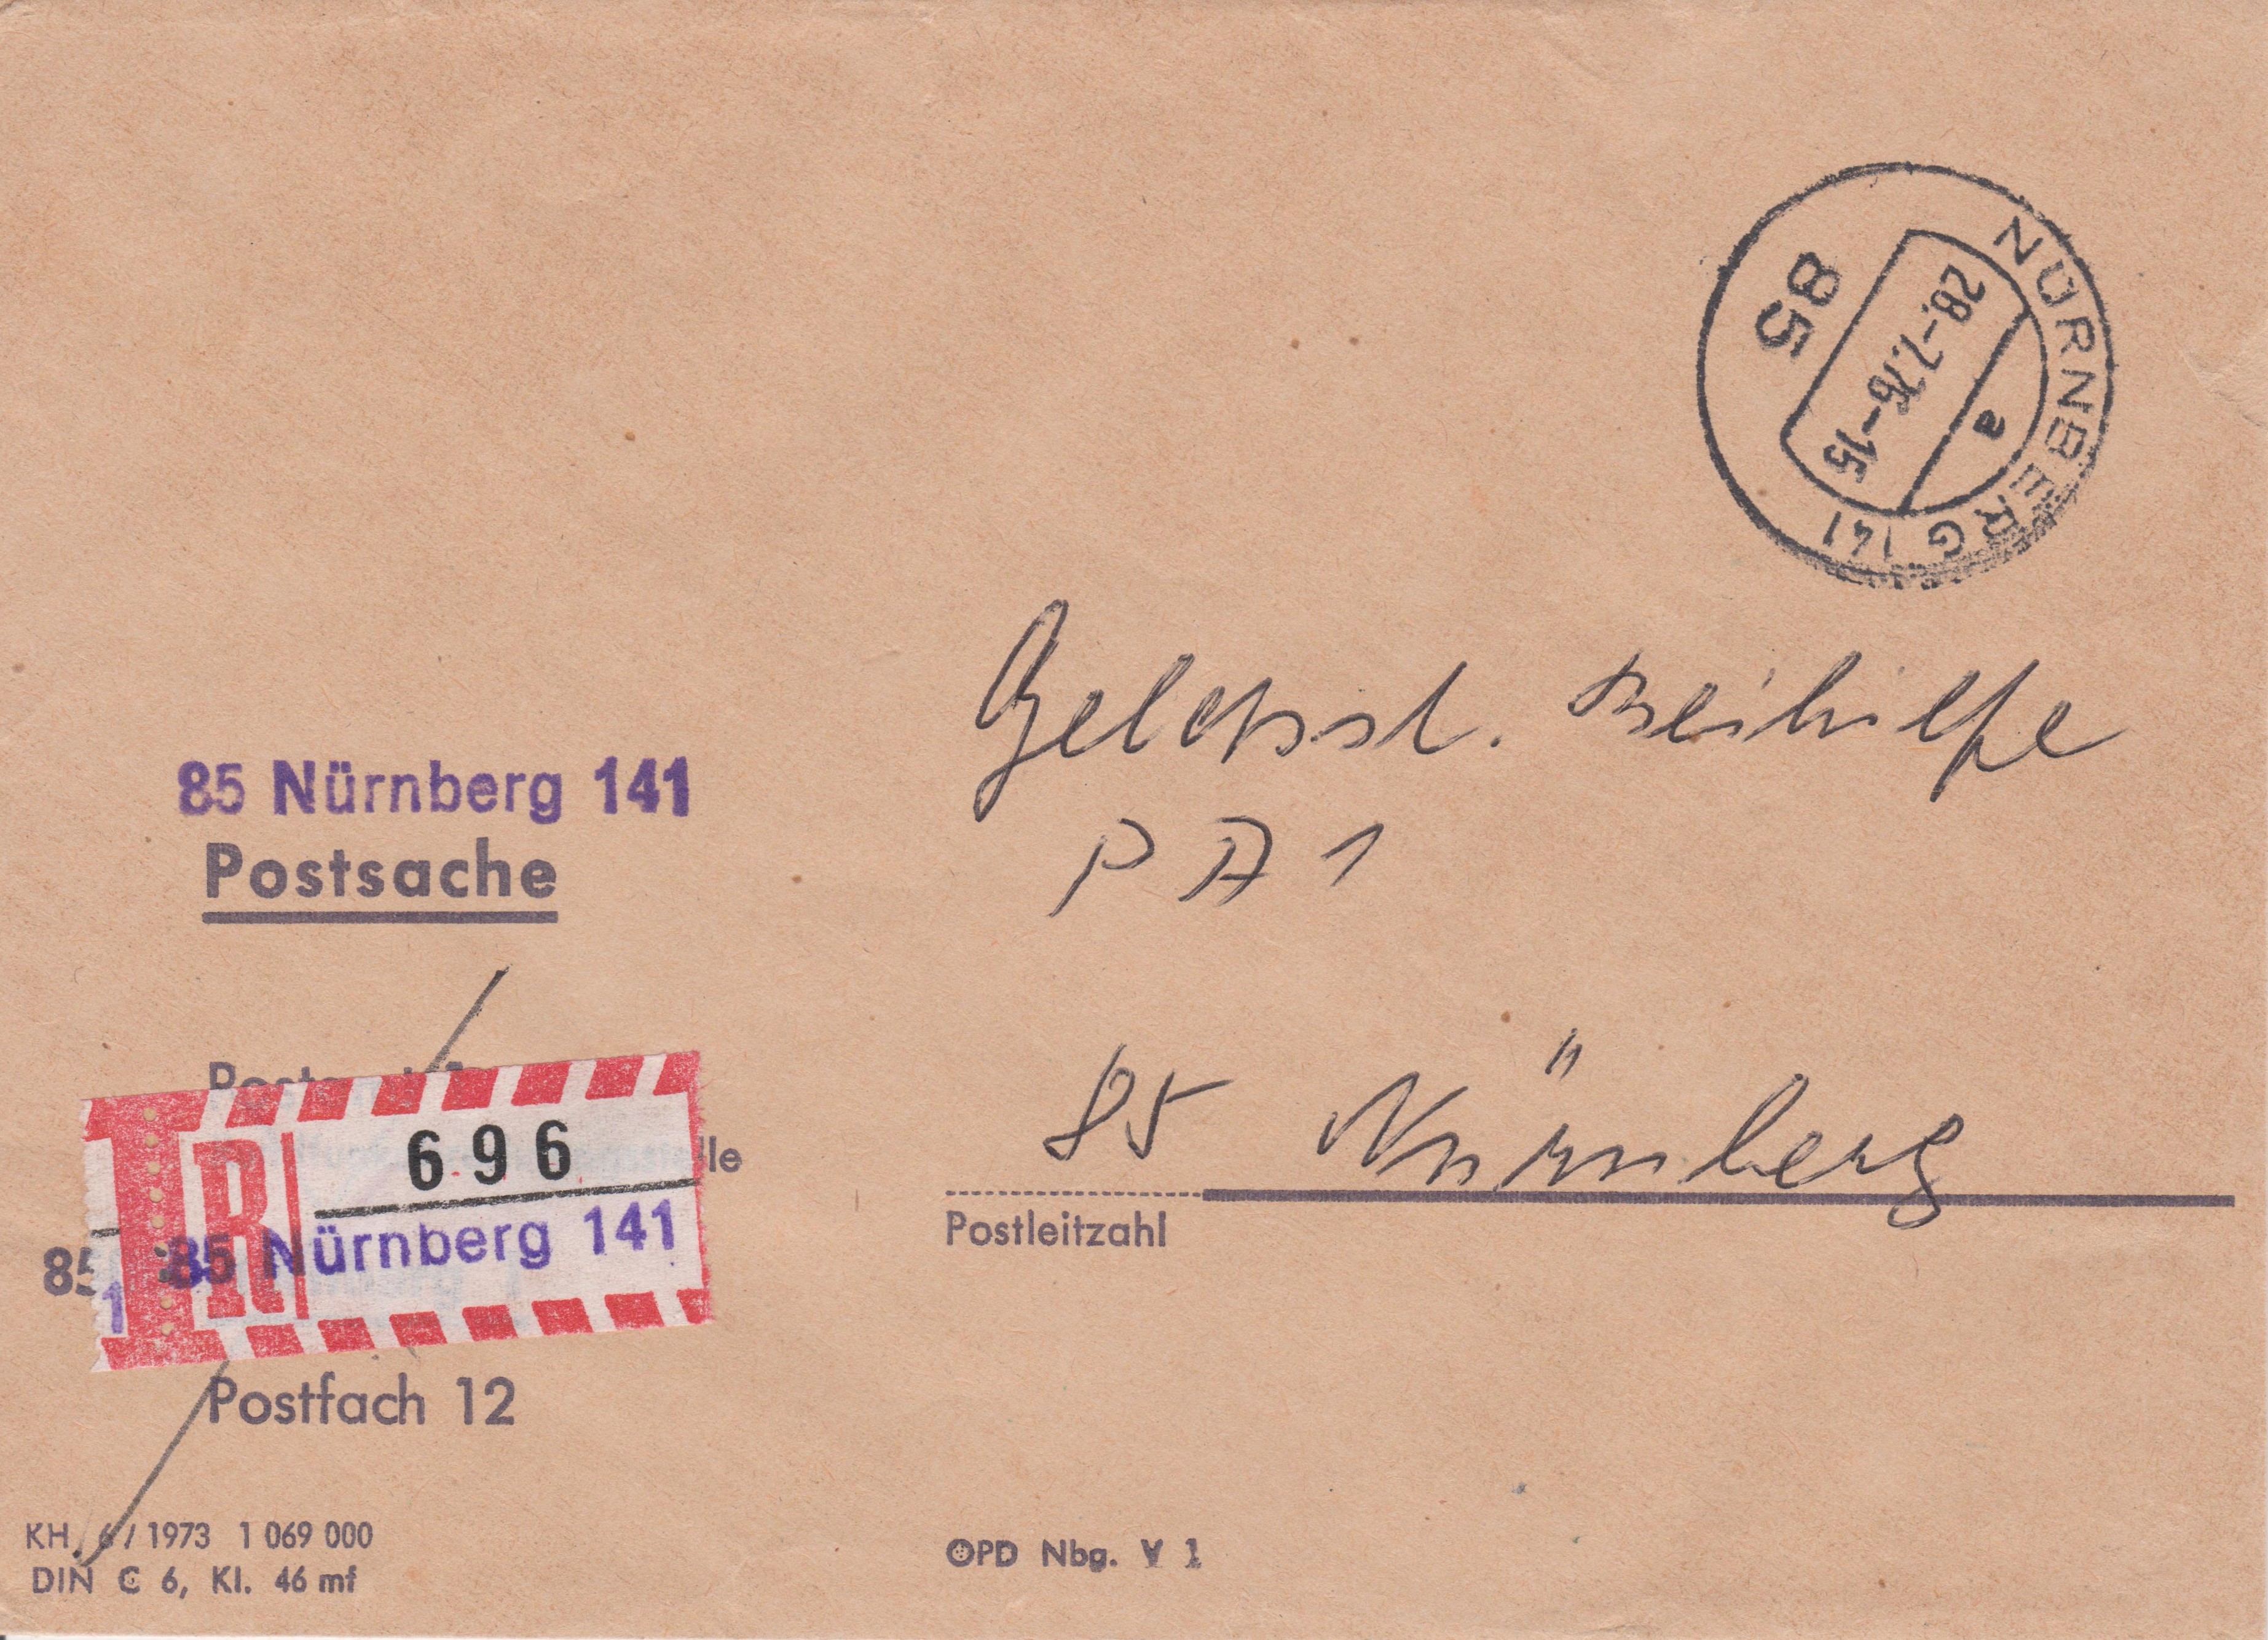 NÜRNBERG 141
a
28.-7.76-15
85
Beihilfe
P A 1
85 Nürnberg
Postleitzahl
85 Nürnberg 141
Postsache
lle
R
696
85 Nürnberg 141
85
1
Postfach 12
KH. 6/1973 1 069 000
DIN C 6, Kl. 46 mf
OPD Nbg. V 1